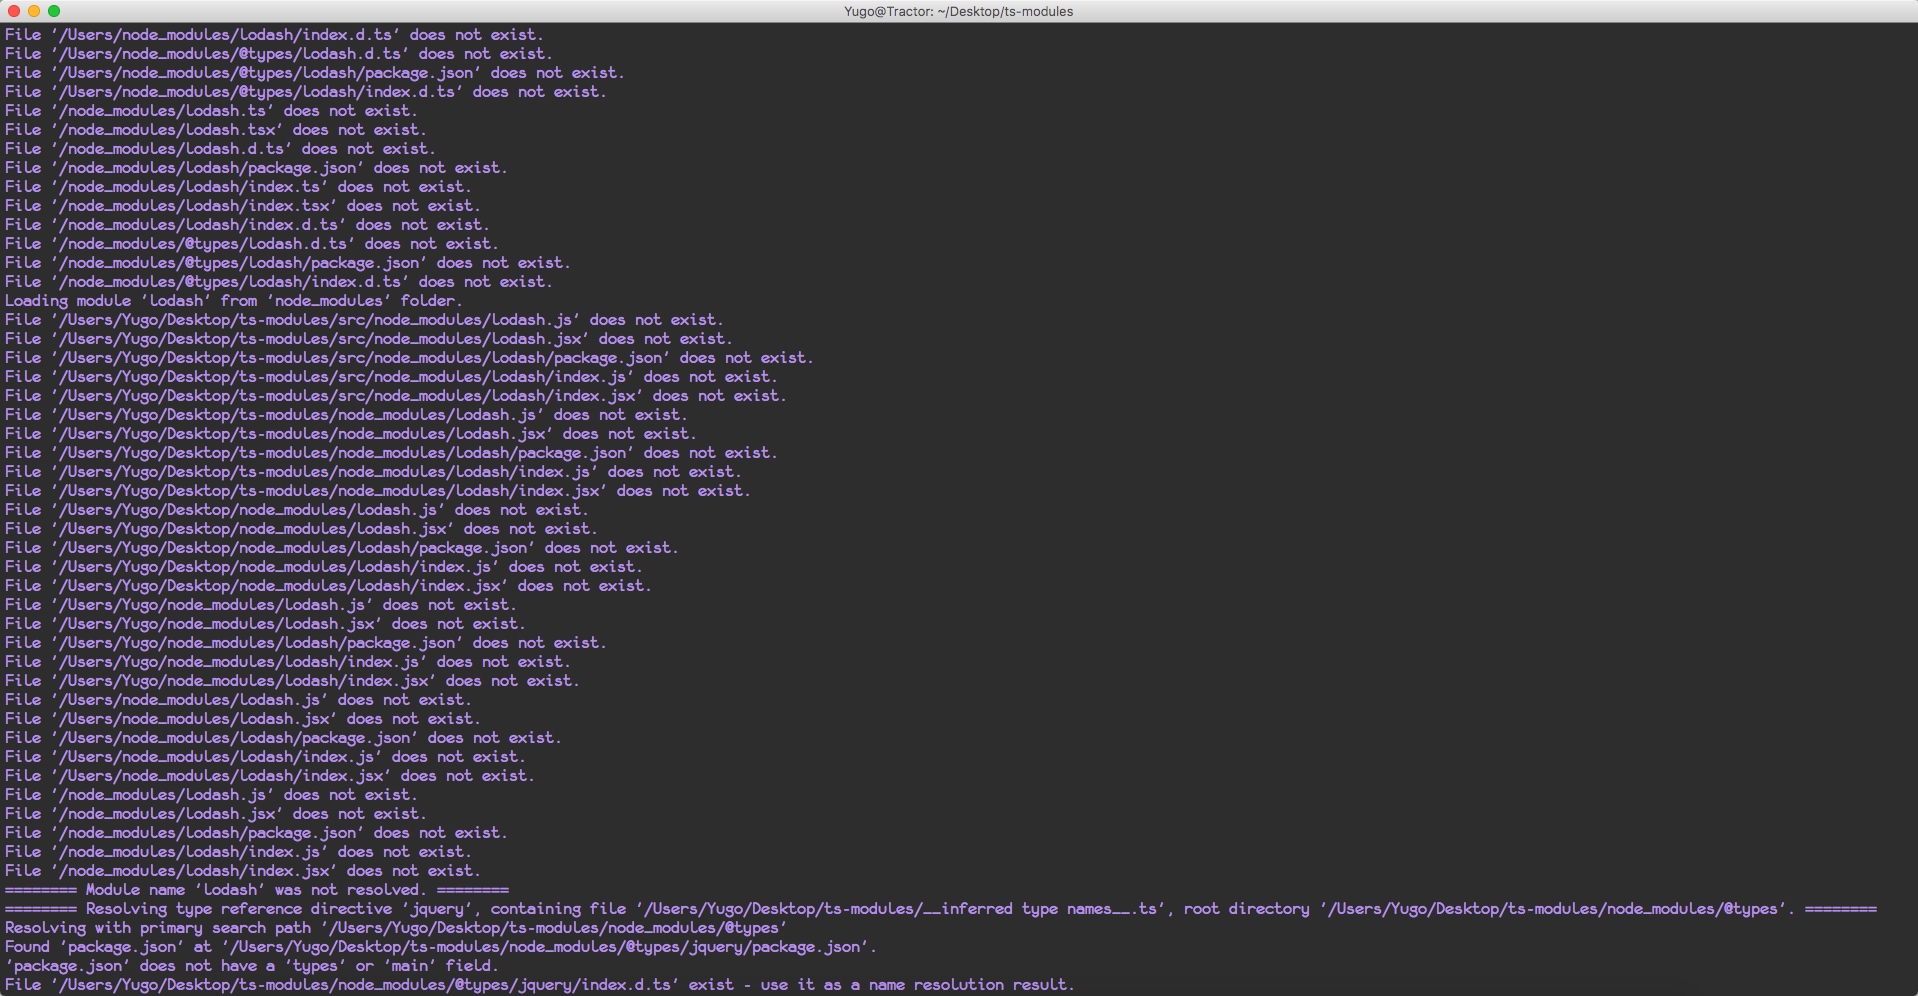 Yugo@Tractor: ~/Desktop/ts-modules
File '/Users/node_modules/lodash/index.d.ts' does not exist.
File '/Users/node_modules/@types/lodash.d.ts' does not exist.
File '/Users/node_modules/@types/lodash/package.json' does not exist.
File '/Users/node_modules/@types/lodash/index.d.ts' does not exist.
File '/node_modules/lodash.ts' does not exist.
File '/node_modules/lodash.tsx' does not exist.
File '/node_modules/lodash.d.ts' does not exist.
File '/node_modules/lodash/package.json' does not exist.
File '/node_modules/lodash/index.ts' does not exist.
File '/node_modules/lodash/index.tsx' does not exist.
File '/node_modules/lodash/index.d.ts' does not exist.
File '/node_modules/@types/lodash.d.ts' does not exist.
File '/node_modules/@types/lodash/package.json' does not exist.
File '/node_modules/@types/lodash/index.d.ts' does not exist.
Loading module 'lodash' from 'node_modules' folder.
File '/Users/Yugo/Desktop/ts-modules/src/node_modules/lodash.js' does not exist.
File '/Users/Yugo/Desktop/ts-modules/src/node_modules/lodash.jsx' does not exist.
File '/Users/Yugo/Desktop/ts-modules/src/node_modules/lodash/package.json' does not exist.
File '/Users/Yugo/Desktop/ts-modules/src/node_modules/lodash/index.js' does not exist.
File '/Users/Yugo/Desktop/ts-modules/src/node_modules/lodash/index.jsx' does not exist.
File '/Users/Yugo/Desktop/ts-modules/node_modules/lodash.js' does not exist.
File '/Users/Yugo/Desktop/ts-modules/node_modules/lodash.jsx' does not exist.
File '/Users/Yugo/Desktop/ts-modules/node_modules/lodash/package.json' does not exist.
File '/Users/Yugo/Desktop/ts-modules/node_modules/lodash/index.js' does not exist.
File '/Users/Yugo/Desktop/ts-modules/node_modules/lodash/index.jsx' does not exist.
File '/Users/Yugo/Desktop/node_modules/lodash.js' does not exist.
File '/Users/Yugo/Desktop/node_modules/lodash.jsx' does not exist.
File '/Users/Yugo/Desktop/node_modules/lodash/package.json' does not exist.
File '/Users/Yugo/Desktop/node_modules/lodash/index.js' does not exist.
File '/Users/Yugo/Desktop/node_modules/lodash/index.jsx' does not exist.
File '/Users/Yugo/node_modules/lodash.js' does not exist.
File '/Users/Yugo/node_modules/lodash.jsx' does not exist.
File '/Users/Yugo/node_modules/lodash/package.json' does not exist.
File '/Users/Yugo/node_modules/lodash/index.js' does not exist.
File '/Users/Yugo/node_modules/lodash/index.jsx' does not exist.
File '/Users/node_modules/lodash.js' does not exist.
File '/Users/node_modules/lodash.jsx' does not exist.
File '/Users/node_modules/lodash/package.json' does not exist.
File '/Users/node_modules/lodash/index.js' does not exist.
File '/Users/node_modules/lodash/index.jsx' does not exist.
File '/node_modules/lodash.js' does not exist.
File '/node_modules/lodash.jsx' does not exist.
File '/node_modules/lodash/package.json' does not exist.
File '/node_modules/lodash/index.js' does not exist.
File '/node_modules/lodash/index.jsx' does not exist.
======== Module name 'lodash' was not resolved. ========
======== Resolving type reference directive 'jquery', containing file '/Users/Yugo/Desktop/ts-modules/__inferred type names__.ts', root directory '/Users/Yugo/Desktop/ts-modules/node_modules/@types'. ========
Resolving with primary search path '/Users/Yugo/Desktop/ts-modules/node_modules/@types'
Found 'package.json' at '/Users/Yugo/Desktop/ts-modules/node_modules/@types/jquery/package.json'.
'package.json' does not have a 'types' or 'main' field.
File '/Users/Yugo/Desktop/ts-modules/node_modules/@types/jquery/index.d.ts' exist - use it as a name resolution result.